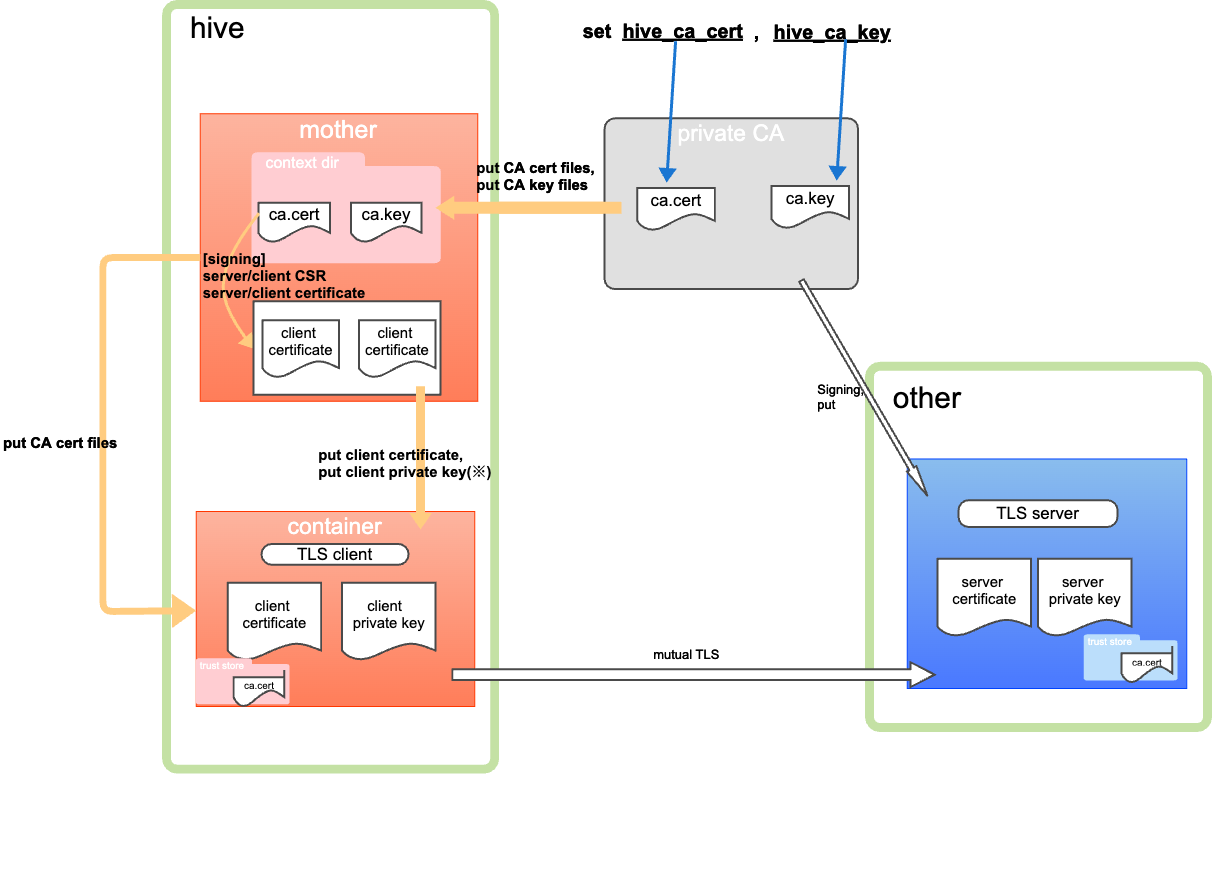 hive
set hive_ca_cert , hive_ca_key
mother
private CA
context dir
put CA cert files,
put CA key files
ca.cert
ca.key
ca.cert
ca.key
[signing]
server/client CSR
server/client certificate
client
certificate
client
certificate
Signing,
put
other
put CA cert files
put client certificate,
put client private key(※)
container
TLS client
TLS server
client
certificate
client
private key
server
certificate
server
private key
trust store
ca.cert
mutual TLS
trust store
ca.cert